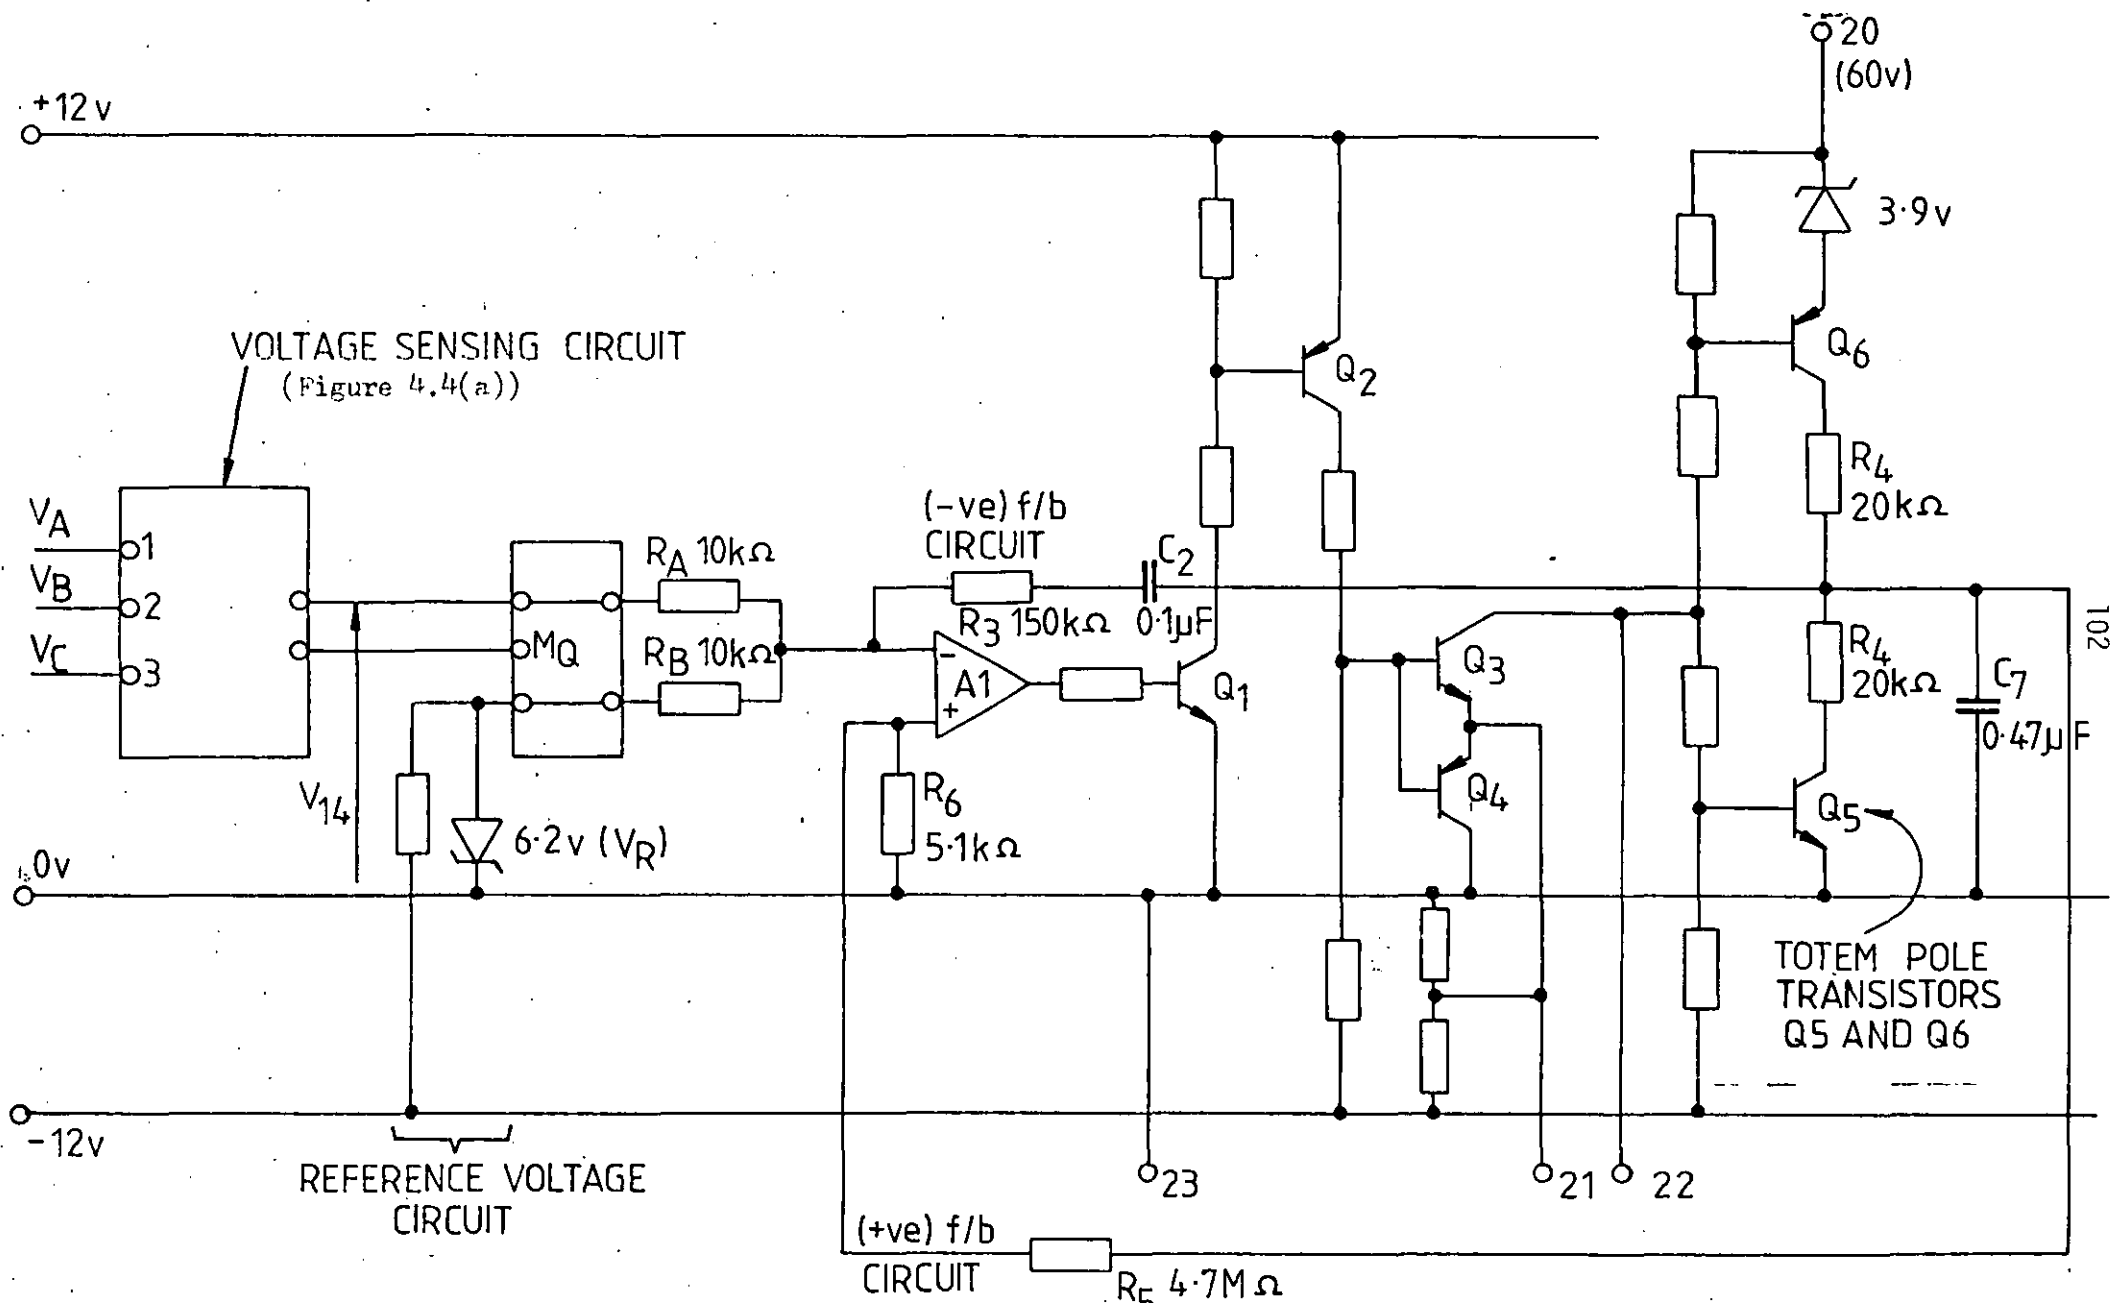 20
(60v)
+12v
3·9v
VOLTAGE SENSING CIRCUIT
(Figure 4.4(a))
Q6
Q2
R4
20kΩ
(-ve) f/b
CIRCUIT
C2
VA
1
RA 10kΩ
R3 150kΩ 0·1μF
102
VB
2
MQ
RB 10kΩ
Q3
R4
20kΩ
VC
3
A1
-
+
Q1
C7
0·47μF
V14
R6
5·1kΩ
Q4
Q5
6·2v (VR)
0v
TOTEM POLE
TRANSISTORS
Q5 AND Q6
-12v
REFERENCE VOLTAGE
CIRCUIT
23
21
22
(+ve) f/b
CIRCUIT
R5 4·7MΩ